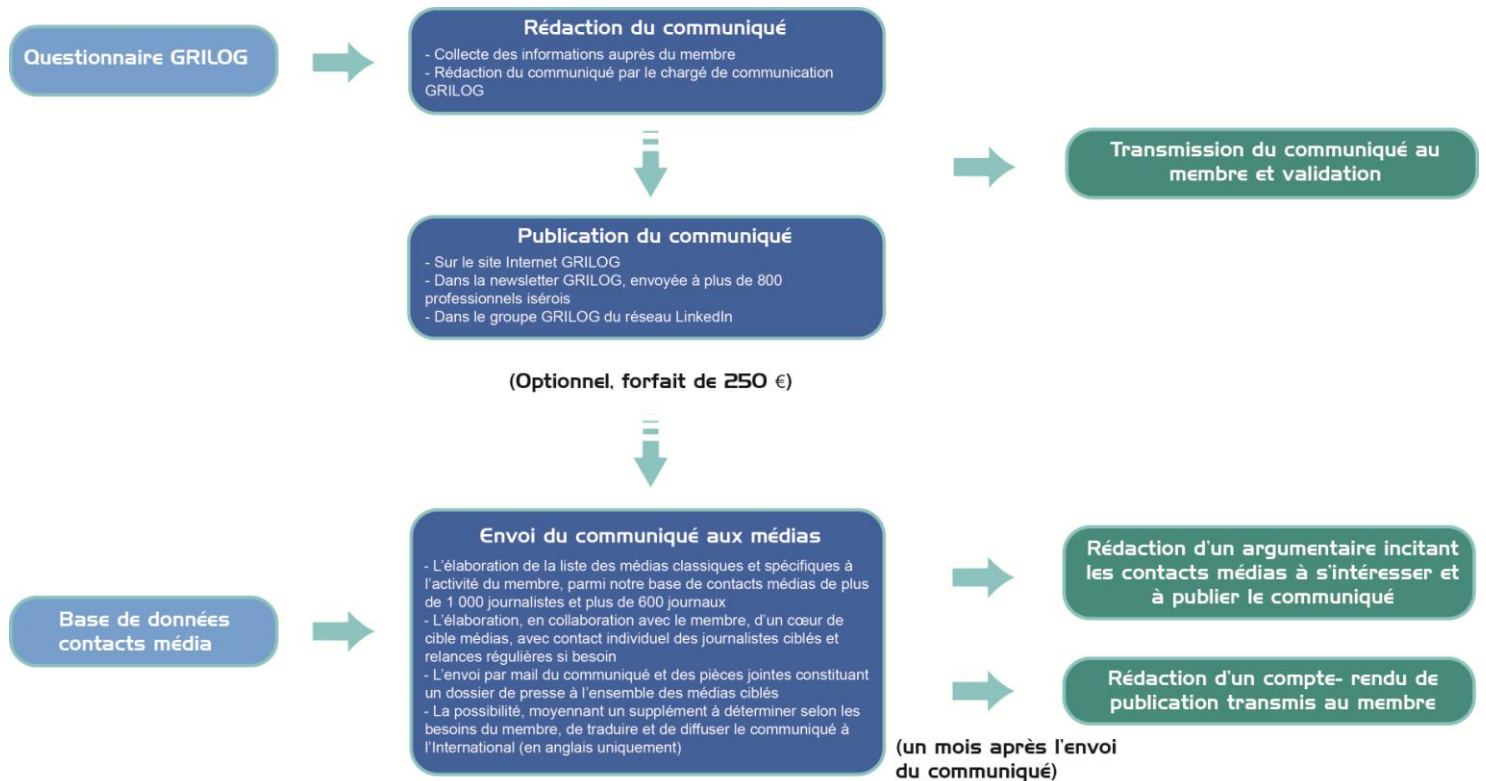 Questionnaire GRILOG
Rédaction du communiqué
- Collecte des informations auprès du membre
- Rédaction du communiqué par le chargé de communication
GRILOG
Transmission du communiqué au
membre et validation
Publication du communiqué
- Sur le site Internet GRILOG
- Dans la newsletter GRILOG, envoyée à plus de 800
professionnels isérois
- Dans le groupe GRILOG du réseau LinkedIn
(Optionnel, forfait de 250 €)
Base de données
contacts média
Envoi du communiqué aux médias
- L'élaboration de la liste des médias classiques et spécifiques à
l'activité du membre, parmi notre base de contacts médias de plus
de 1 000 journalistes et plus de 600 journaux
- L'élaboration, en collaboration avec le membre, d'un cœur de
cible médias, avec contact individuel des journalistes ciblés et
relances régulières si besoin
- L'envoi par mail du communiqué et des pièces jointes constituant
un dossier de presse à l'ensemble des médias ciblés
- La possibilité, moyennant un supplément à déterminer selon les
besoins du membre, de traduire et de diffuser le communiqué à
l'International (en anglais uniquement)
Rédaction d'un argumentaire incitant
les contacts médias à s'intéresser et
à publier le communiqué
Rédaction d'un compte- rendu de
publication transmis au membre
(un mois après l'envoi
du communiqué)